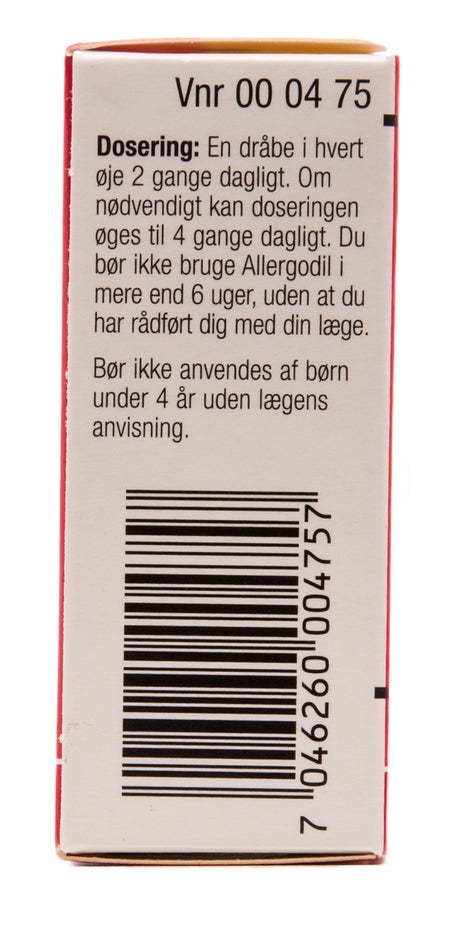 Vnr 00 04 75
Dosering: En dråbe i hvert
øje 2 gange dagligt. Om
nødvendigt kan doseringen
øges til 4 gange dagligt. Du
bør ikke bruge Allergodil i
mere end 6 uger, uden at du
har rådført dig med din læge.
Bør ikke anvendes af børn
under 4 år uden lægens
anvisning.
7 046260 004757